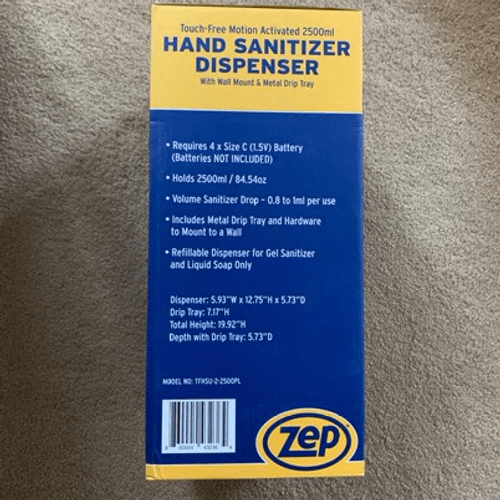 Touch-Free Motion Activated 2500ml
HAND SANITIZER
DISPENSER
With Wall Mount & Metal Drip Tray
• Requires 4 x Size C (1.5V) Battery
(Batteries NOT INCLUDED)
• Holds 2500ml / 84.54oz
• Volume Sanitizer Drop - 0.8 to 1ml per use
• Includes Metal Drip Tray and Hardware
to Mount to a Wall
• Refillable Dispenser for Gel Sanitizer
and Liquid Soap Only
Dispenser: 5.93"W x 12.75"H x 5.73"D
Drip Tray: 7.17"H
Total Height: 19.92"H
Depth with Drip Tray: 5.73"D
MODEL NO: TFHSU-2-2500PL
Zep